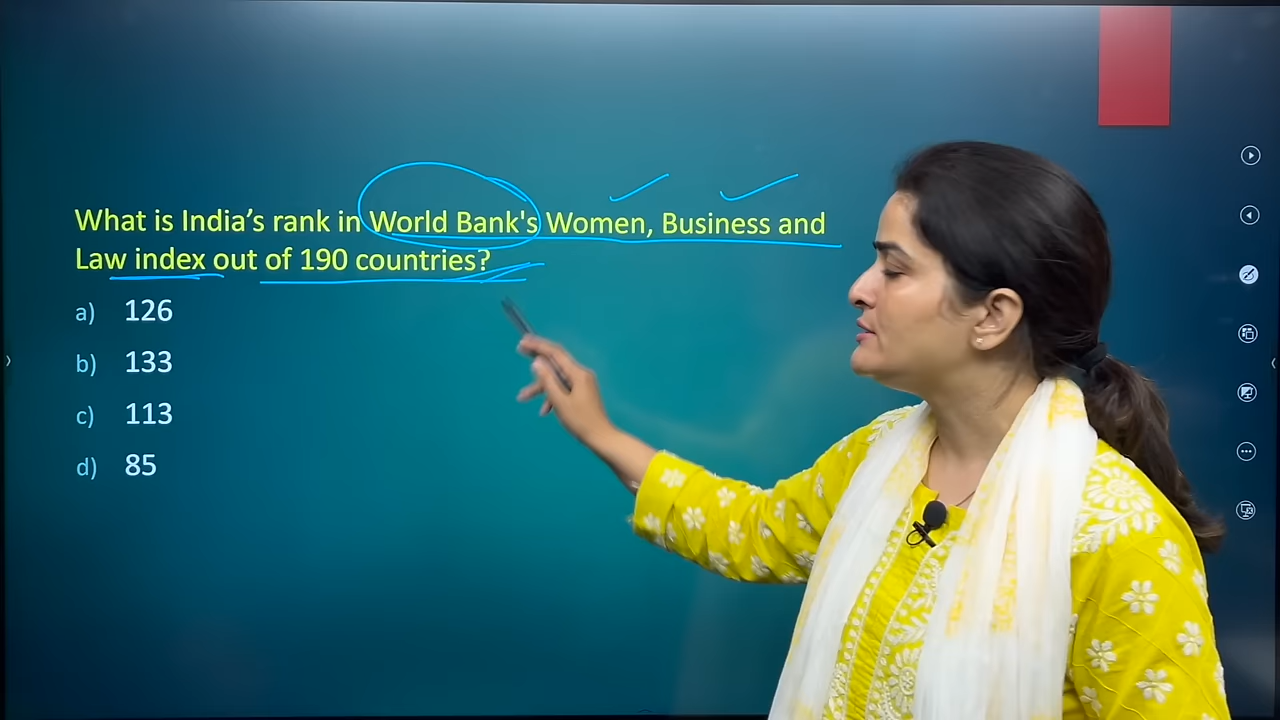 What is India’s rank in World Bank's Women, Business and
Law index out of 190 countries?
a) 126
b) 133
c) 113
d) 85